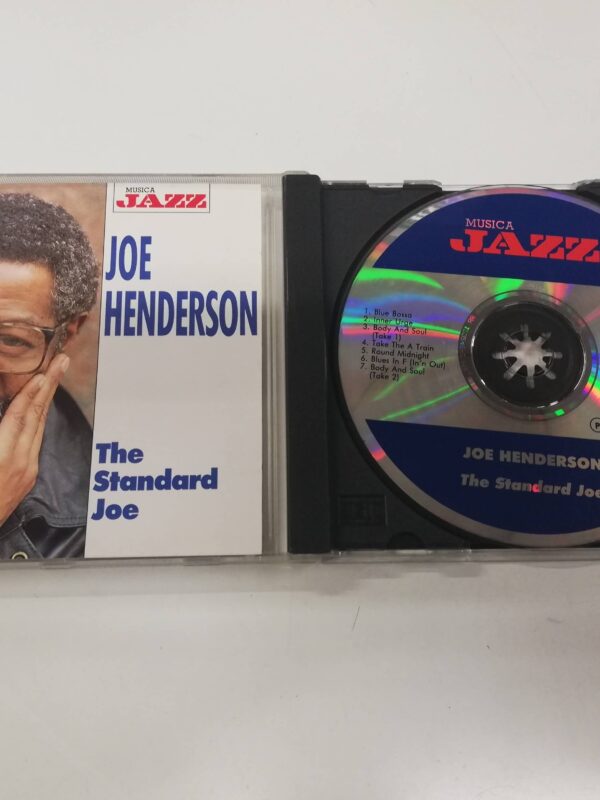 MUSICA
JAZZ
JOE
HENDERSON
The
Standard
Joe
MUSICA
JAZZ
1. Blue Bossa
2. Inner Urge
3. Body And Soul
(Take 1)
4. Take The A Train
5. Round Midnight
6. Blues In F (In'n Out)
7. Body And Soul
(Take 2)
P
JOE HENDERSON
The Standard Joe